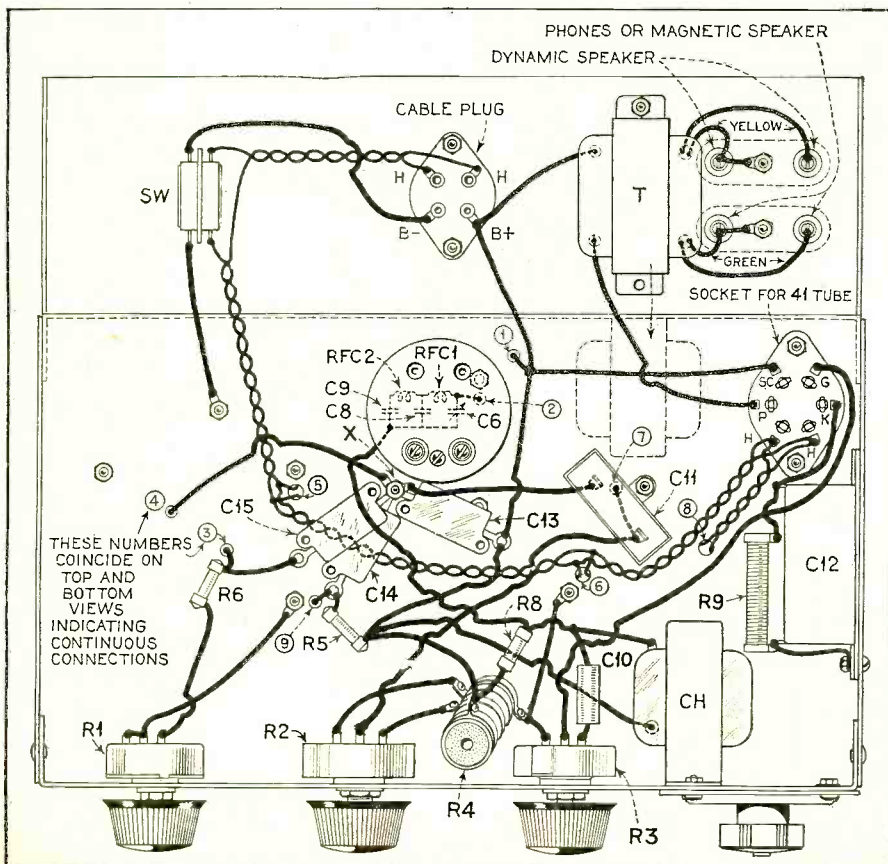 PHONES OR MAGNETIC SPEAKER
DYNAMIC SPEAKER
CABLE PLUG
YELLOW
SW
H
H
T
B-
B+
GREEN
SOCKET FOR 41 TUBE
1
RFC2
RFC1
SC
G
C9
C8
C6
2
P
K
X
H
H
7
4
5
C11
C15
C13
8
THESE NUMBERS
COINCIDE ON
TOP AND
BOTTOM
VIEWS
INDICATING
CONTINUOUS
CONNECTIONS
3
C12
R6
C14
6
R9
9
R5
R8
C10
CH
R1
R2
R4
R3